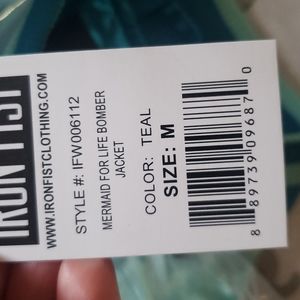 IRON FIST
WWW.IRONFISTCLOTHING.COM
STYLE #: IFW006112
MERMAID FOR LIFE BOMBER
JACKET
COLOR: TEAL
SIZE: M
8 89739 09687 0